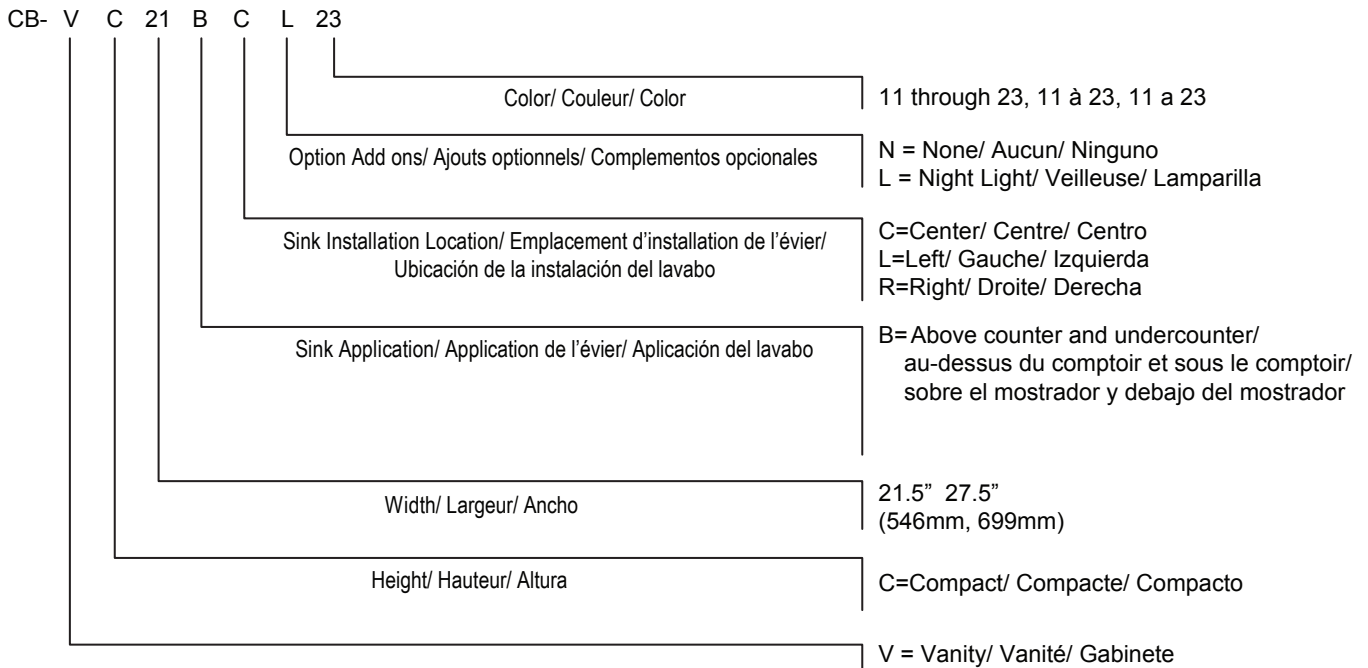 CB- V C 21 B C L 23
Color/ Couleur/ Color
11 through 23, 11 à 23, 11 a 23
Option Add ons/ Ajouts optionnels/ Complementos opcionales
N = None/ Aucun/ Ninguno
L = Night Light/ Veilleuse/ Lamparilla
Sink Installation Location/ Emplacement d'installation de l'évier/
Ubicación de la instalación del lavabo
C=Center/ Centre/ Centro
L=Left/ Gauche/ Izquierda
R=Right/ Droite/ Derecha
Sink Application/ Application de l'évier/ Aplicación del lavabo
B=Above counter and undercounter/
au-dessus du comptoir et sous le comptoir/
sobre el mostrador y debajo del mostrador
Width/ Largeur/ Ancho
21.5” 27.5”
(546mm, 699mm)
Height/ Hauteur/ Altura
C=Compact/ Compacte/ Compacto
V = Vanity/ Vanité/ Gabinete